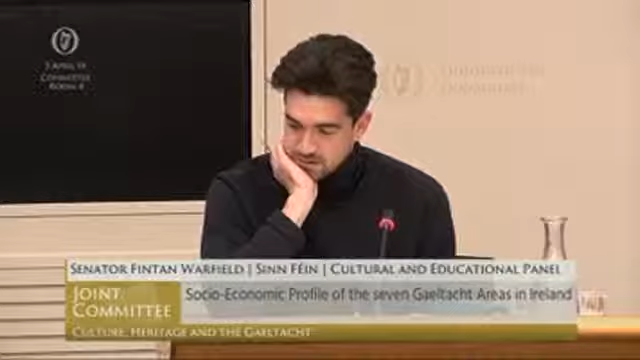 3 APRIL 19
COMMITTEE
ROOM 4
SENATOR FINTAN WARFIELD | SINN FÉIN | CULTURAL AND EDUCATIONAL PANEL
JOINT
COMMITTEE
Socio-Economic Profile of the seven Gaeltacht Areas in Ireland
CULTURE, HERITAGE AND THE GAELTACHT